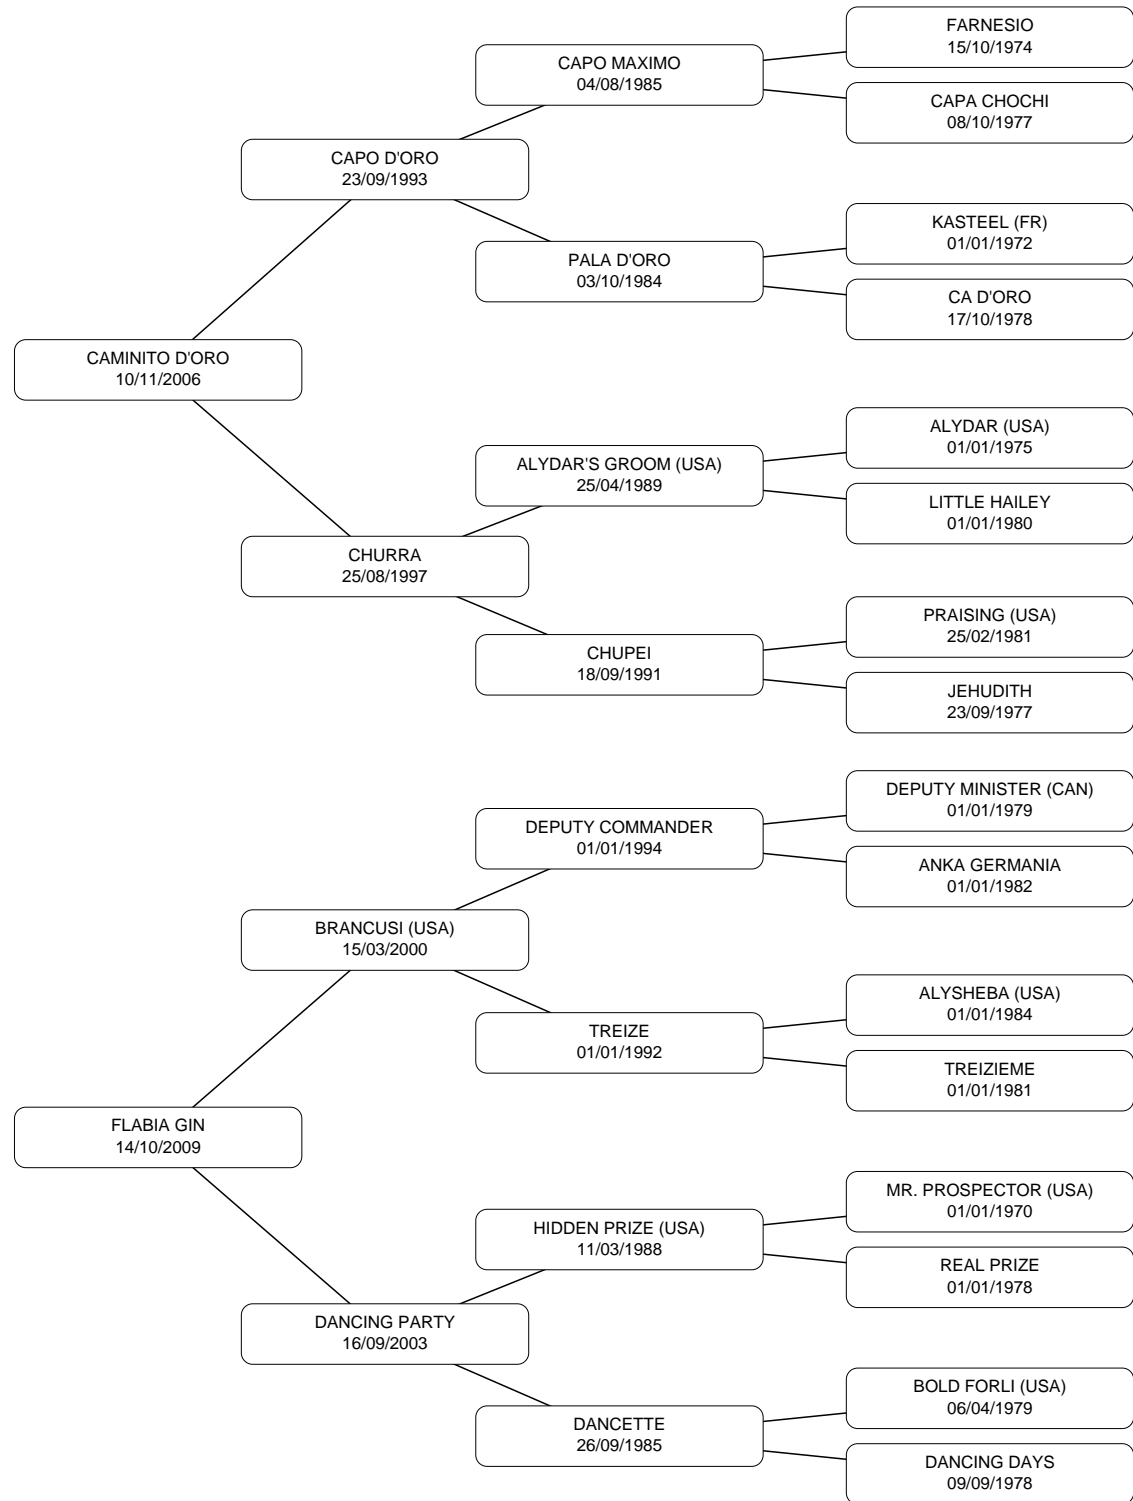 FARNESIO
15/10/1974
CAPO MAXIMO
04/08/1985
CAPA CHOCHI
08/10/1977
CAPO D'ORO
23/09/1993
KASTEEL (FR)
01/01/1972
PALA D'ORO
03/10/1984
CA D'ORO
17/10/1978
CAMINITO D'ORO
10/11/2006
ALYDAR (USA)
01/01/1975
ALYDAR'S GROOM (USA)
25/04/1989
LITTLE HAILEY
01/01/1980
CHURRA
25/08/1997
PRAISING (USA)
25/02/1981
CHUPEI
18/09/1991
JEHUDITH
23/09/1977
DEPUTY MINISTER (CAN)
01/01/1979
DEPUTY COMMANDER
01/01/1994
ANKA GERMANIA
01/01/1982
BRANCUSI (USA)
15/03/2000
ALYSHEBA (USA)
01/01/1984
TREIZE
01/01/1992
TREIZIEME
01/01/1981
FLABIA GIN
14/10/2009
MR. PROSPECTOR (USA)
01/01/1970
HIDDEN PRIZE (USA)
11/03/1988
REAL PRIZE
01/01/1978
DANCING PARTY
16/09/2003
BOLD FORLI (USA)
06/04/1979
DANCETTE
26/09/1985
DANCING DAYS
09/09/1978